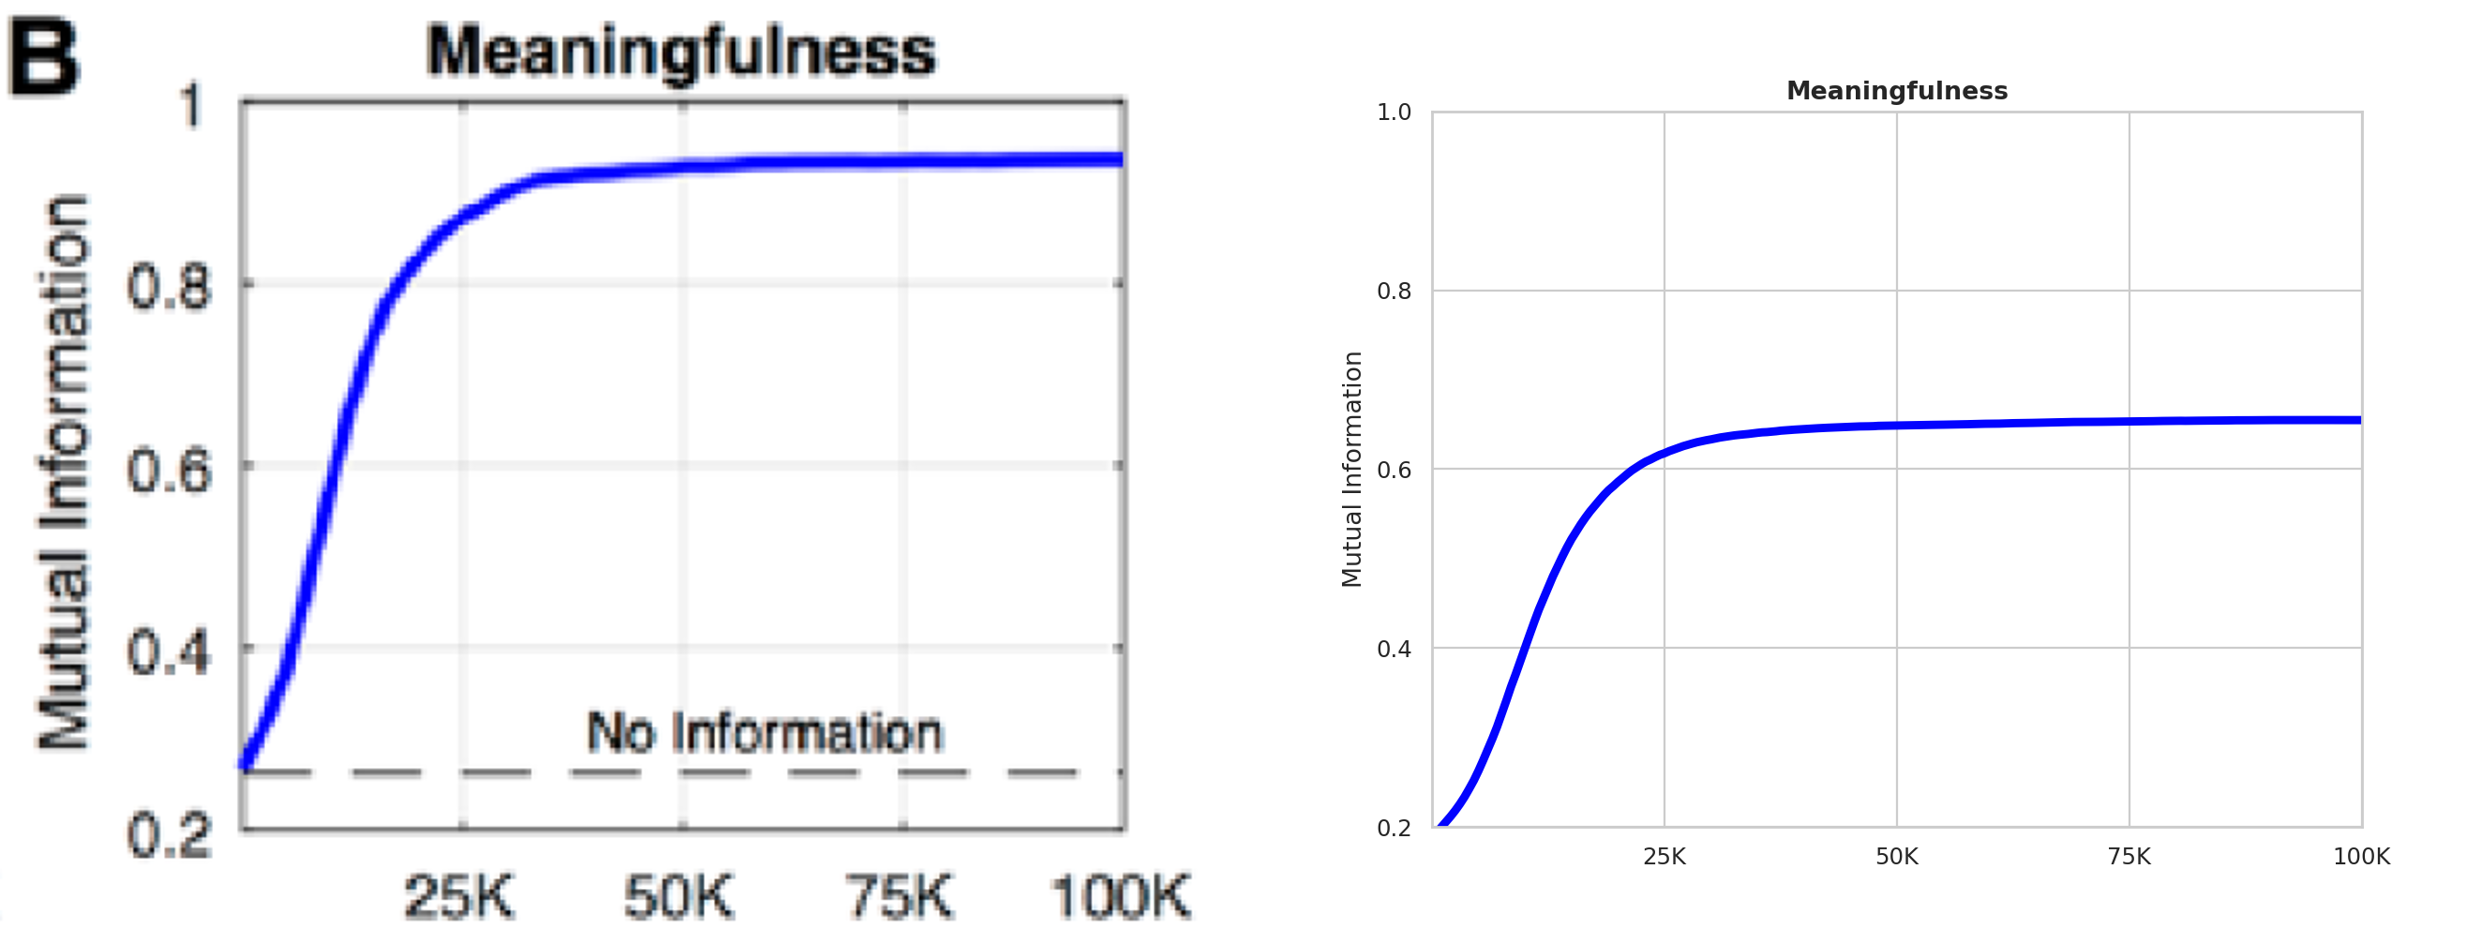 B
Meaningfulness
Mutual Information
1
0.8
0.6
0.4
0.2
No Information
25K 50K 75K 100K
Meaningfulness
Mutual Information
1.0
0.8
0.6
0.4
0.2
25K 50K 75K 100K